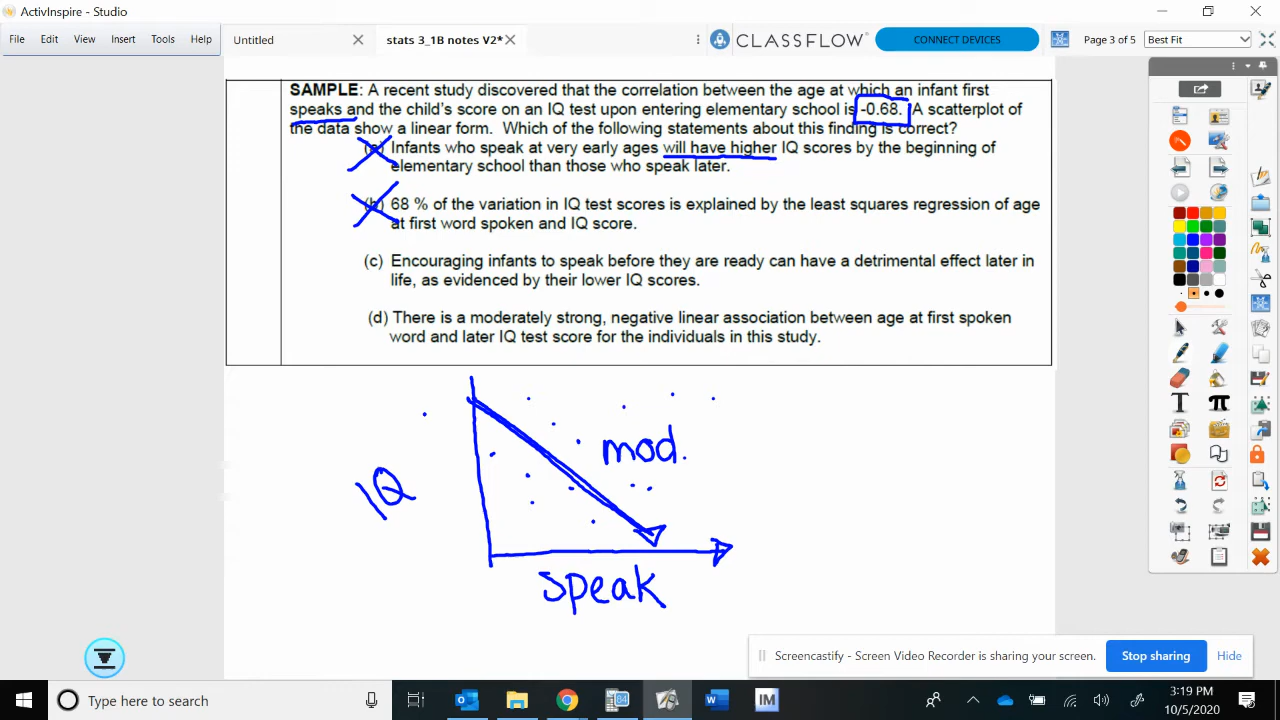 ActivInspire - Studio
File Edit View Insert Tools Help
Untitled
stats 3_1B notes V2*
CLASSFLOW
CONNECT DEVICES
Page 3 of 5
Best Fit
SAMPLE: A recent study discovered that the correlation between the age at which an infant first
speaks and the child's score on an IQ test upon entering elementary school is -0.68. A scatterplot of
the data show a linear form. Which of the following statements about this finding is correct?
(a) Infants who speak at very early ages will have higher IQ scores by the beginning of
elementary school than those who speak later.
(b) 68 % of the variation in IQ test scores is explained by the least squares regression of age
at first word spoken and IQ score.
(c) Encouraging infants to speak before they are ready can have a detrimental effect later in
life, as evidenced by their lower IQ scores.
(d) There is a moderately strong, negative linear association between age at first spoken
word and later IQ test score for the individuals in this study.
mod.
IQ
speak
Screencastify - Screen Video Recorder is sharing your screen.
Stop sharing
Hide
Type here to search
84
W
IM
3:19 PM
10/5/2020